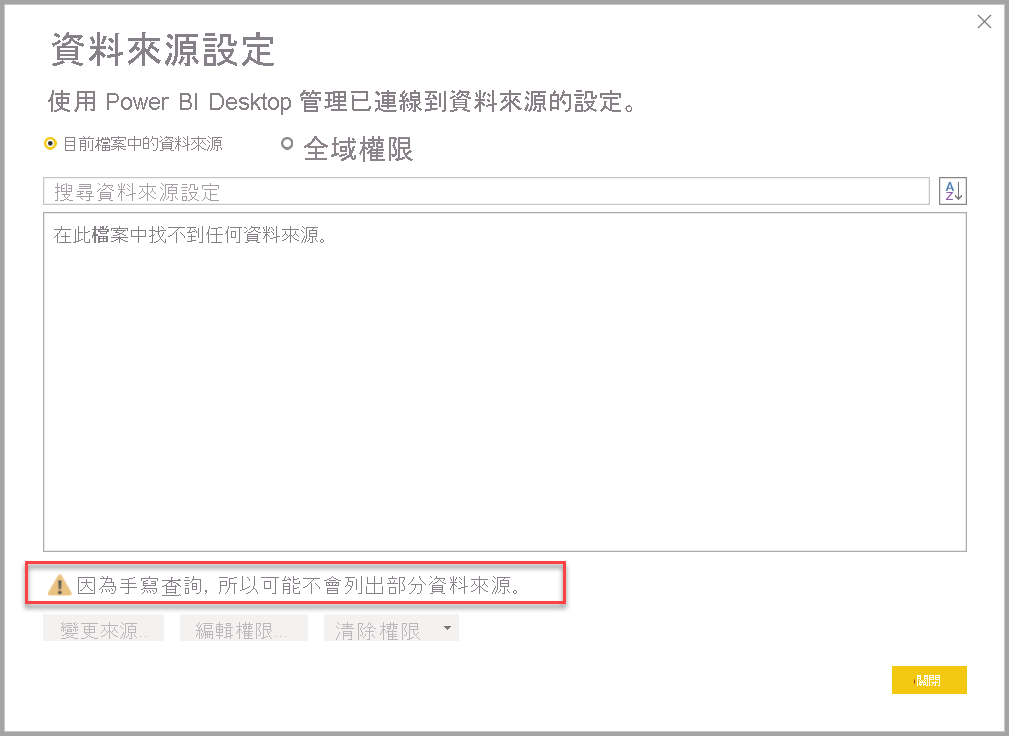 資料來源設定
使用 Power BI Desktop 管理已連線到資料來源的設定。
目前檔案中的資料來源 全域權限
搜尋資料來源設定
在此檔案中找不到任何資料來源。
因為手寫查詢, 所以可能不會列出部分資料來源。
變更來源.. 編輯權限... 清除權限
關閉